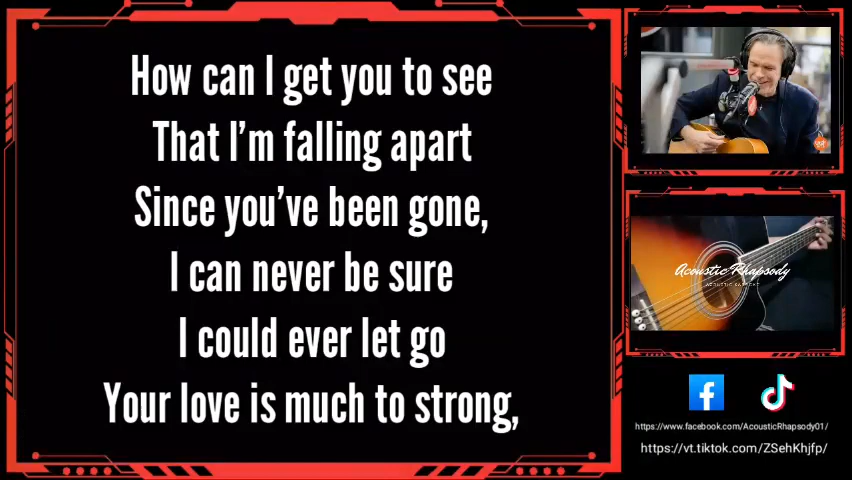 How can I get you to see
That I'm falling apart
Since you've been gone,
I can never be sure
I could ever let go
Your love is much to strong,
Acoustic Rhapsody
https://www.facebook.com/AcousticRhapsody01/
https://vt.tiktok.com/ZSehKhjfp/